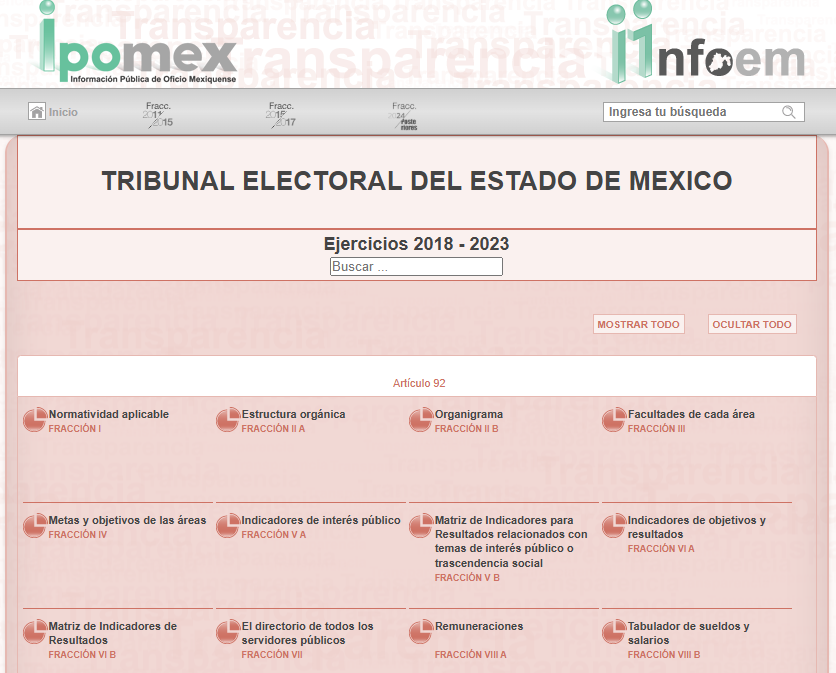 ipomex
Información Pública de Oficio Mexiquense
infoem
Inicio
Fracc.
2011/
2015
Fracc.
2017
Fracc.
2024
Poste
riores
Ingresa tu búsqueda
TRIBUNAL ELECTORAL DEL ESTADO DE MEXICO
Ejercicios 2018 - 2023
Buscar ...
MOSTRAR TODO
OCULTAR TODO
Artículo 92
Normatividad aplicable
FRACCIÓN I
Estructura orgánica
FRACCIÓN II A
Organigrama
FRACCIÓN II B
Facultades de cada área
FRACCIÓN III
Metas y objetivos de las áreas
FRACCIÓN IV
Indicadores de interés público
FRACCIÓN V A
Matriz de Indicadores para
Resultados relacionados con
temas de interés público o
trascendencia social
FRACCIÓN V B
Indicadores de objetivos y
resultados
FRACCIÓN VI A
Matriz de Indicadores de
Resultados
FRACCIÓN VI B
El directorio de todos los
servidores públicos
FRACCIÓN VII
Remuneraciones
FRACCIÓN VIII A
Tabulador de sueldos y
salarios
FRACCIÓN VIII B